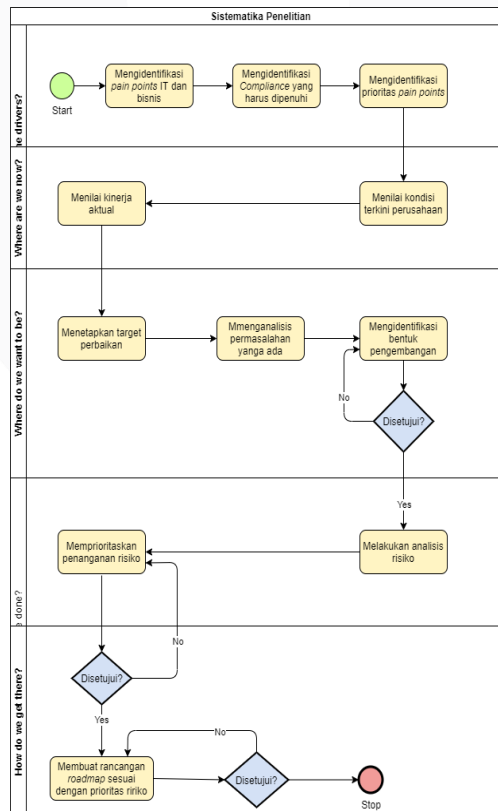 Sistematika Penelitian
ne drivers?
Start
Mengidentifikasi
pain points IT dan
bisnis
Mengidentifikasi
Compliance yang
harus dipenuhi
Mengidentifikasi
prioritas pain points
Where are we now?
Menilai kinerja
aktual
Menilai kondisi
terkini perusahaan
Where do we want to be?
Menetapkan target
perbaikan
Mmenganalisis
permasalahan
yanga ada
Mengidentifikasi
bentuk
pengembangan
No
Disetujui?
Yes
e done?
Memprioritaskan
penanganan risiko
Melakukan analisis
risiko
No
How do we get there?
Disetujui?
Yes
No
Membuat rancangan
roadmap sesuai
dengan prioritas ririko
Disetujui?
Stop